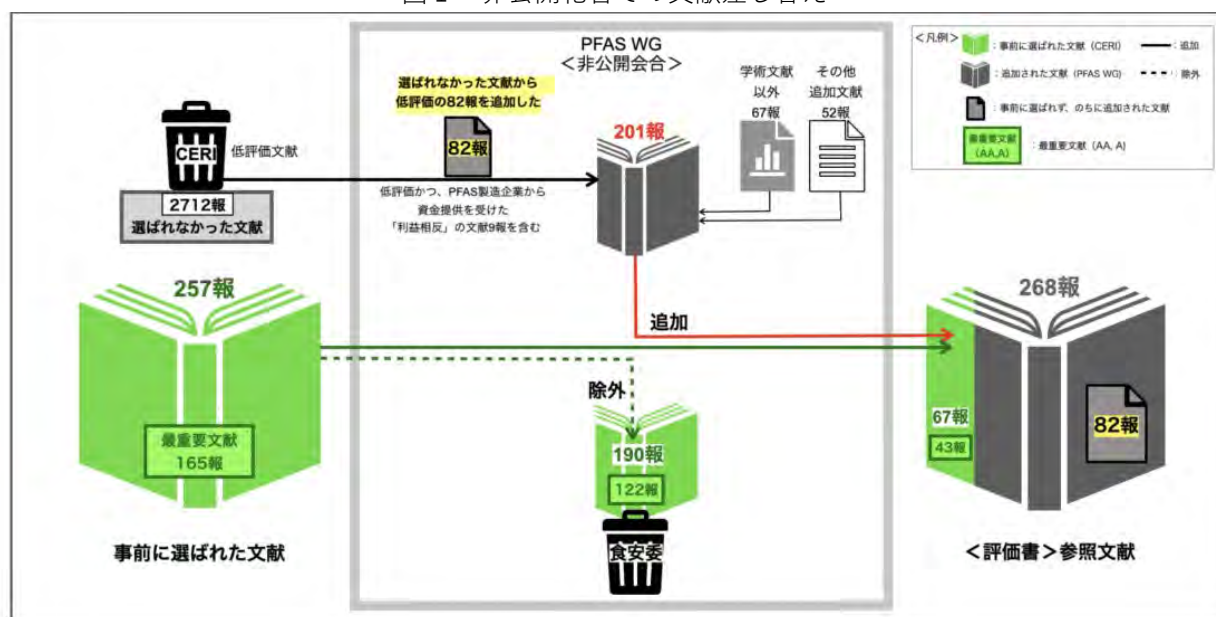 PFAS WG
＜非公開会合＞
選ばれなかった文献から
低評価の82報を追加した
82報
低評価かつ、PFAS製造企業から
資金提供を受けた
「利益相反」の文献9報を含む
CERI
低評価文献
2712報
選ばれなかった文献
201報
学術文献
以外
67報
その他
追加文献
52報
＜凡例＞
：事前に選ばれた文献（CERI）
：追加
：追加された文献（PFAS WG）
：除外
：事前に選ばれず、のちに追加された文献
最重要文献
（AA,A）
：最重要文献（AA, A）
257報
最重要文献
165報
事前に選ばれた文献
追加
除外
190報
122報
食安委
268報
67報
43報
82報
＜評価書＞参照文献